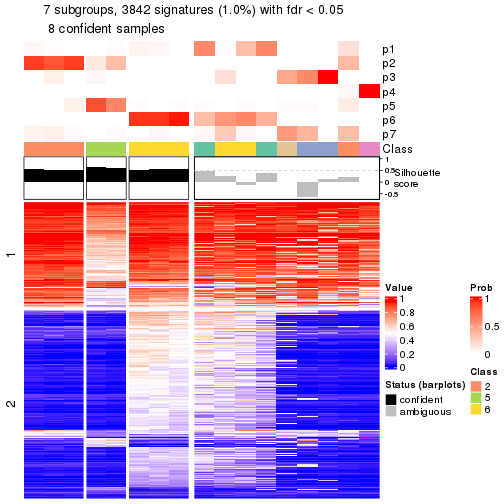 7 subgroups, 3842 signatures (1.0%) with fdr < 0.05
8 confident samples
p1
p2
p3
p4
p5
p6
p7
Class
1
0.5
0
-0.5
Silhouette
score
1
2
Value
1
0.8
0.6
0.4
0.2
0
Prob
1
0.5
0
Status (barplots)
confident
ambiguous
Class
2
5
6